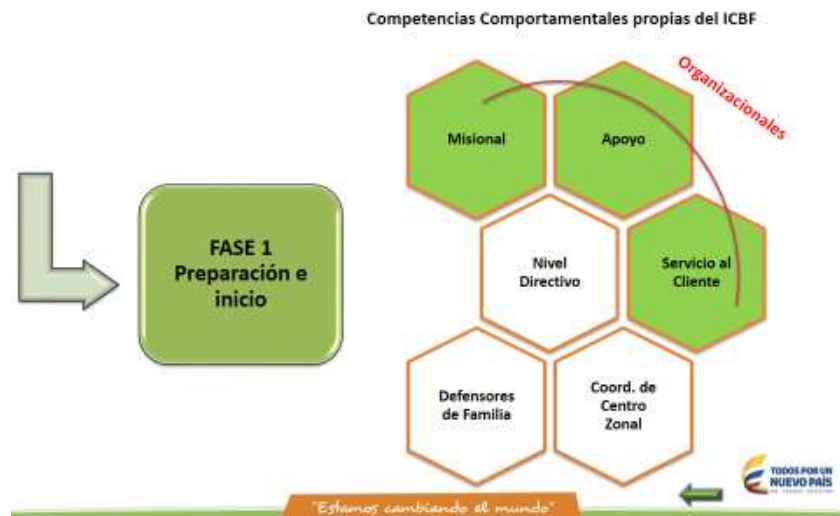 Competencias Comportamentales propias del ICBF
Organizacionales
Misional
Apoyo
FASE 1
Preparación e
inicio
Nivel
Directivo
Servicio al
Cliente
Defensores
de Familia
Coord. de
Centro
Zonal
TODOS POR UN
NUEVO PAÍS
"Estamos cambiando el mundo"